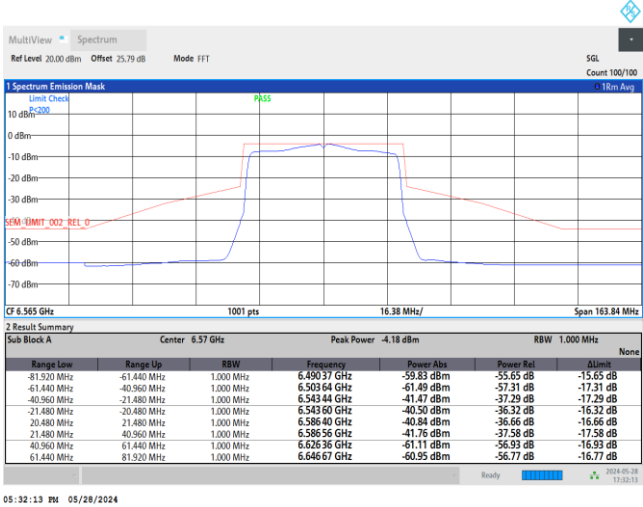 MultiView Spectrum
Ref Level 20.00 dBm Offset 25.79 dB Mode FFT SGL
Count 100/100
1 Spectrum Emission Mask 1Rm Avg
Limit Check PASS
P<200
10 dBm
0 dBm
-10 dBm
-20 dBm
-30 dBm
SEM_LIMIT_002_REL_0
-50 dBm
-60 dBm
-70 dBm
CF 6.565 GHz 1001 pts 16.38 MHz/ Span 163.84 MHz
2 Result Summary
Sub Block A Center 6.57 GHz Peak Power -4.18 dBm RBW 1.000 MHz
None
Range Low Range Up RBW Frequency Power Abs Power Rel ΔLimit
-81.920 MHz -61.440 MHz 1.000 MHz 6.490 37 GHz -59.83 dBm -55.65 dB -15.65 dB
-61.440 MHz -40.960 MHz 1.000 MHz 6.503 64 GHz -61.49 dBm -57.31 dB -17.31 dB
-40.960 MHz -21.480 MHz 1.000 MHz 6.543 44 GHz -41.47 dBm -37.29 dB -17.29 dB
-21.480 MHz -20.480 MHz 1.000 MHz 6.543 60 GHz -40.50 dBm -36.32 dB -16.32 dB
20.480 MHz 21.480 MHz 1.000 MHz 6.586 40 GHz -40.84 dBm -36.66 dB -16.66 dB
21.480 MHz 40.960 MHz 1.000 MHz 6.586 56 GHz -41.76 dBm -37.58 dB -17.58 dB
40.960 MHz 61.440 MHz 1.000 MHz 6.626 36 GHz -61.11 dBm -56.93 dB -16.93 dB
61.440 MHz 81.920 MHz 1.000 MHz 6.646 67 GHz -60.95 dBm -56.77 dB -16.77 dB
Ready 2024-05-28
17:32:13
05:32:13 PM 05/28/2024